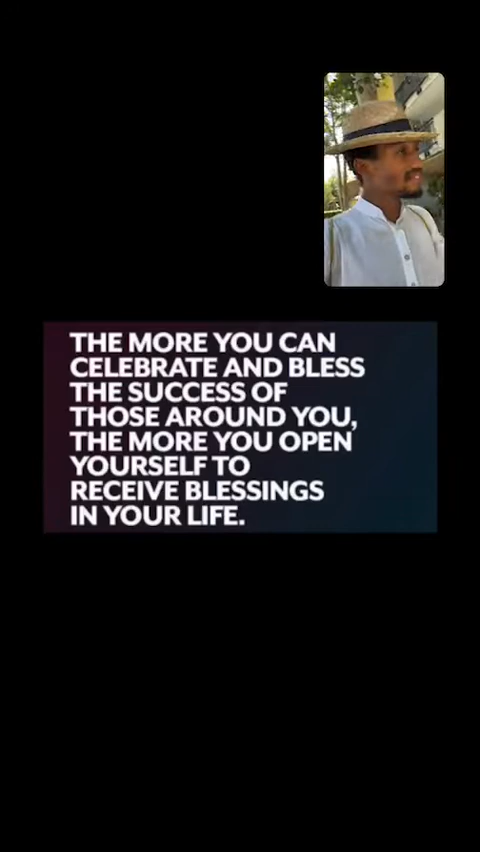 THE MORE YOU CAN
CELEBRATE AND BLESS
THE SUCCESS OF
THOSE AROUND YOU,
THE MORE YOU OPEN
YOURSELF TO
RECEIVE BLESSINGS
IN YOUR LIFE.